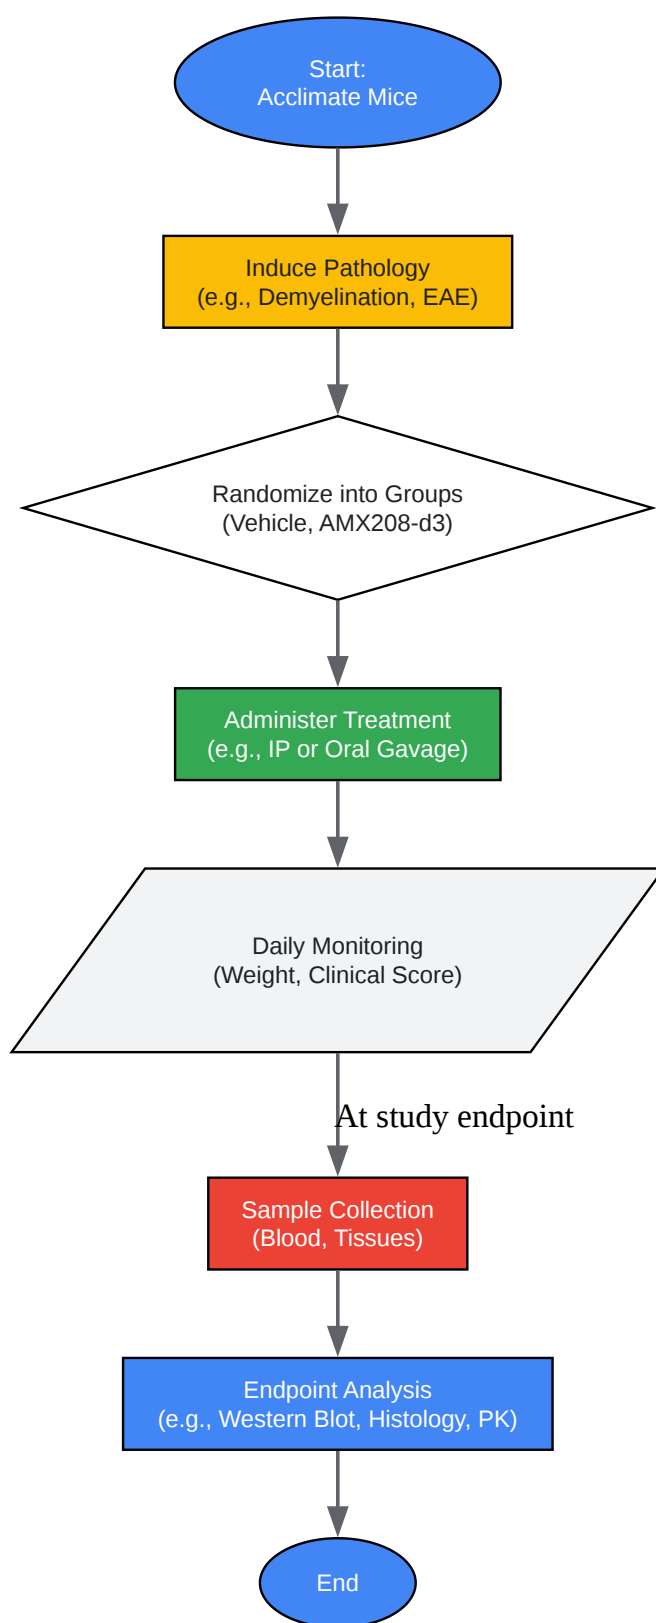 Start:
Acclimate Mice
Induce Pathology
(e.g., Demyelination, EAE)
Randomize into Groups
(Vehicle, AMX208-d3)
Administer Treatment
(e.g., IP or Oral Gavage)
Daily Monitoring
(Weight, Clinical Score)
At study endpoint
Sample Collection
(Blood, Tissues)
Endpoint Analysis
(e.g., Western Blot, Histology, PK)
End